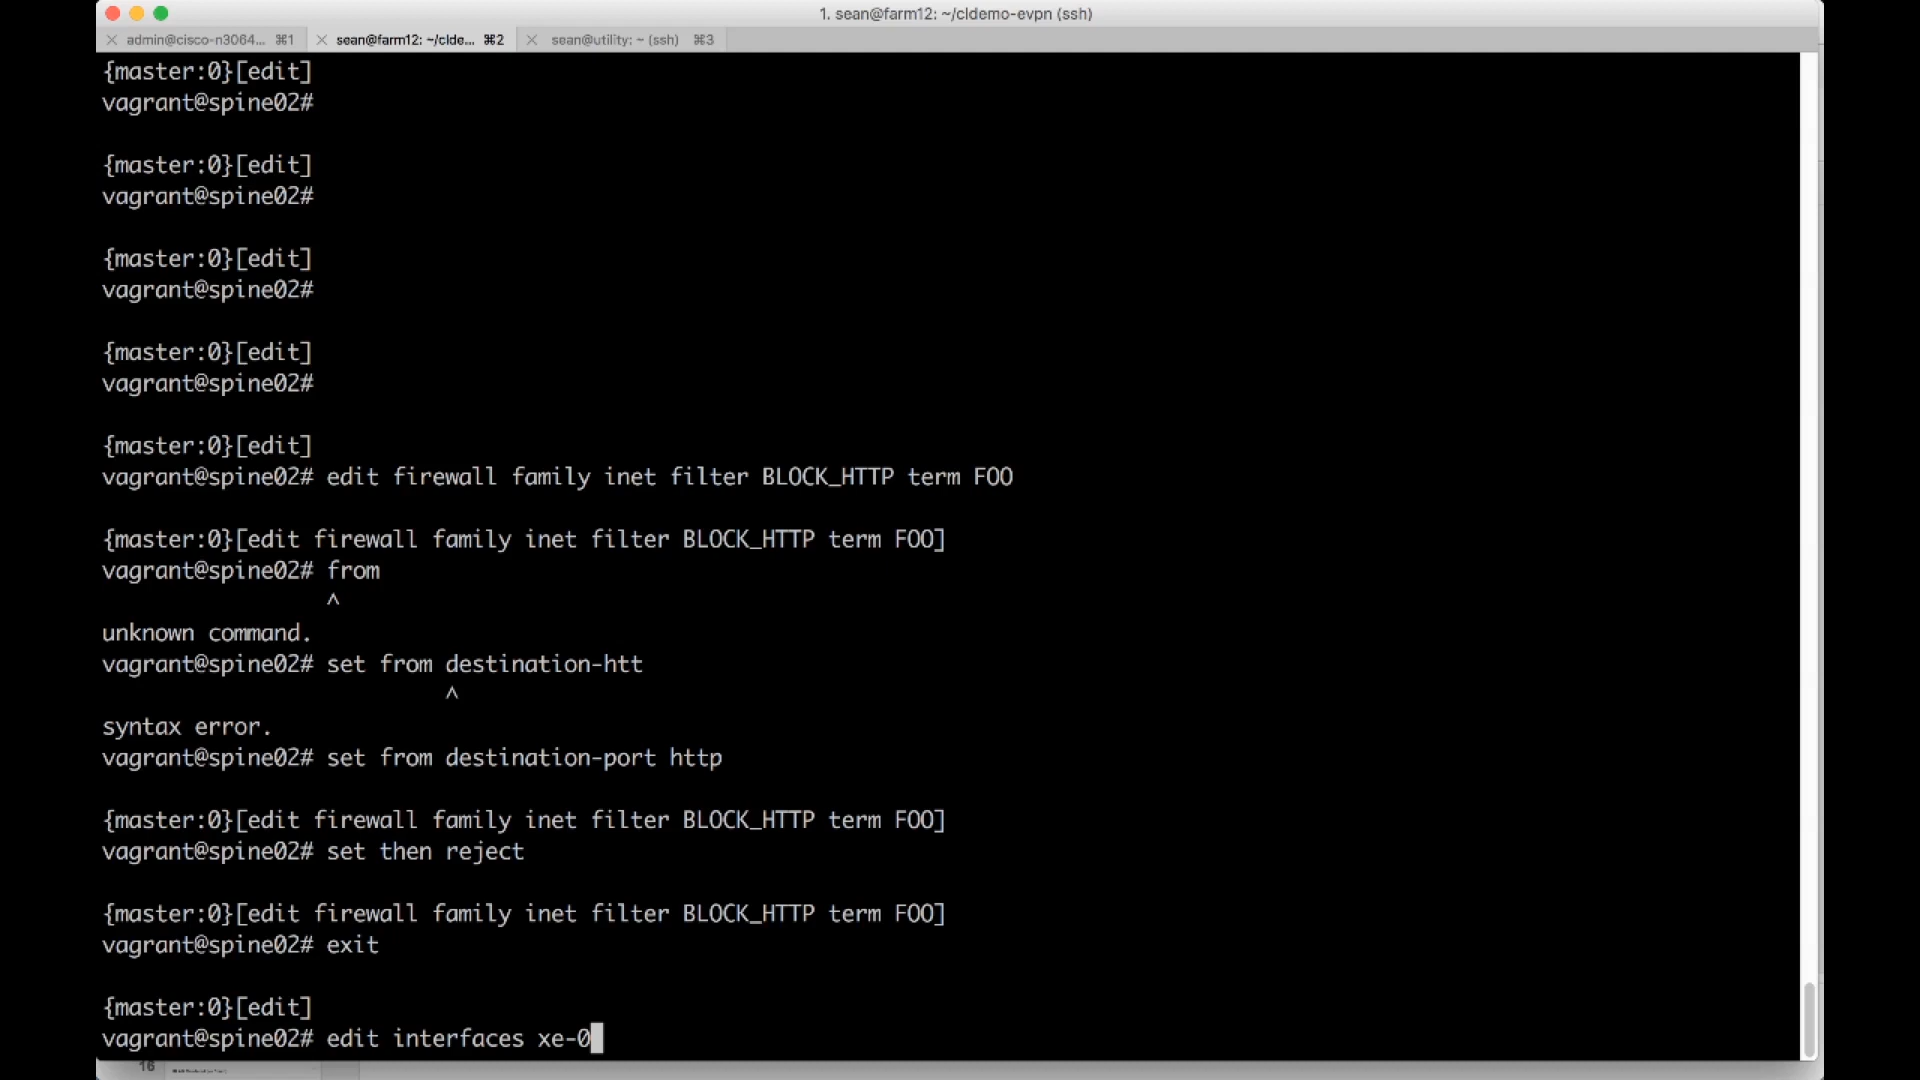 1. sean@farm12: ~/cldemo-evpn (ssh)
admin@cisco-n3064... ⌘1 sean@farm12: ~/clde... ⌘2 sean@utility: ~ (ssh) ⌘3
{master:0}[edit]
vagrant@spine02#
{master:0}[edit]
vagrant@spine02#
{master:0}[edit]
vagrant@spine02#
{master:0}[edit]
vagrant@spine02#
{master:0}[edit]
vagrant@spine02# edit firewall family inet filter BLOCK_HTTP term FOO
{master:0}[edit firewall family inet filter BLOCK_HTTP term FOO]
vagrant@spine02# from
^
unknown command.
vagrant@spine02# set from destination-htt
^
syntax error.
vagrant@spine02# set from destination-port http
{master:0}[edit firewall family inet filter BLOCK_HTTP term FOO]
vagrant@spine02# set then reject
{master:0}[edit firewall family inet filter BLOCK_HTTP term FOO]
vagrant@spine02# exit
{master:0}[edit]
vagrant@spine02# edit interfaces xe-0
16